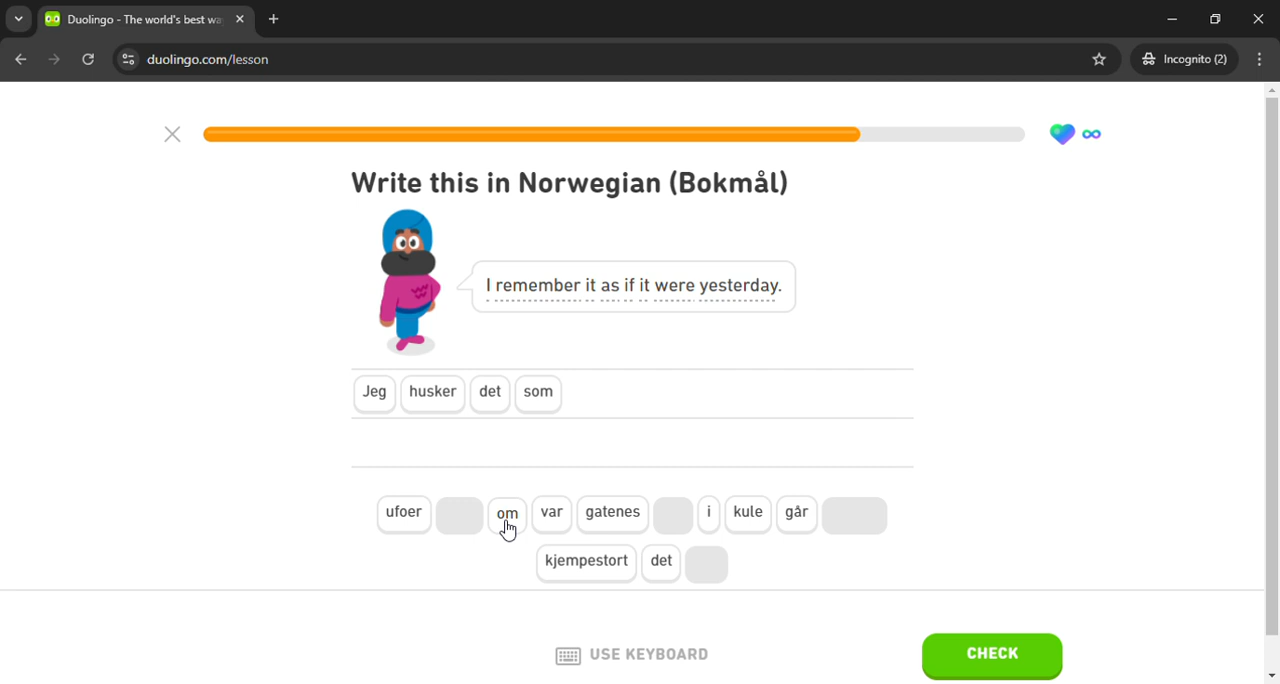 Duolingo - The world's best wa
duolingo.com/lesson
Incognito (2)
Write this in Norwegian (Bokmål)
I remember it as if it were yesterday.
Jeg husker det som
ufoer om var gatenes i kule går
kjempestort det
USE KEYBOARD
CHECK